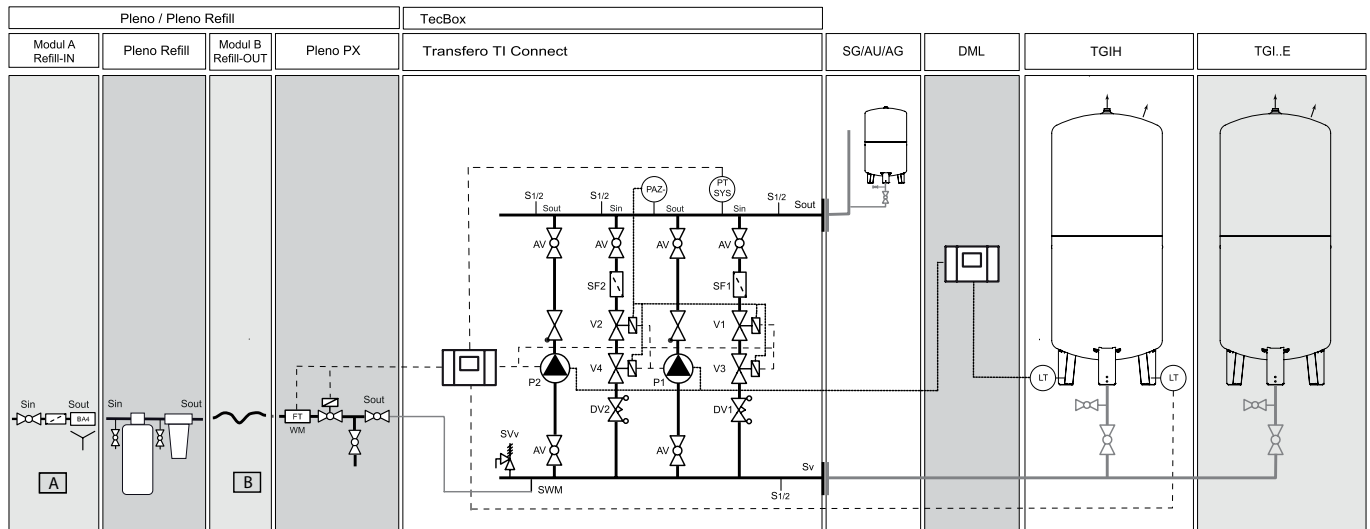 Pleno / Pleno Refill
TecBox
Modul A
Refill-IN
Pleno Refill
Modul B
Refill-OUT
Pleno PX
Transfero TI Connect
SG/AU/AG
DML
TGIH
TGI..E
PAZ-
PT
SYS
S1/2
S1/2
S1/2
Sout
Sout
Sin
Sout
Sin
AV
AV
AV
AV
SF2
SF1
V2
V1
V4
V3
P2
P1
LT
LT
Sin
Sout
BA4
Sin
Sout
FT
WM
Sout
DV2
DV1
SVv
AV
AV
Sv
A
B
SWM
S1/2